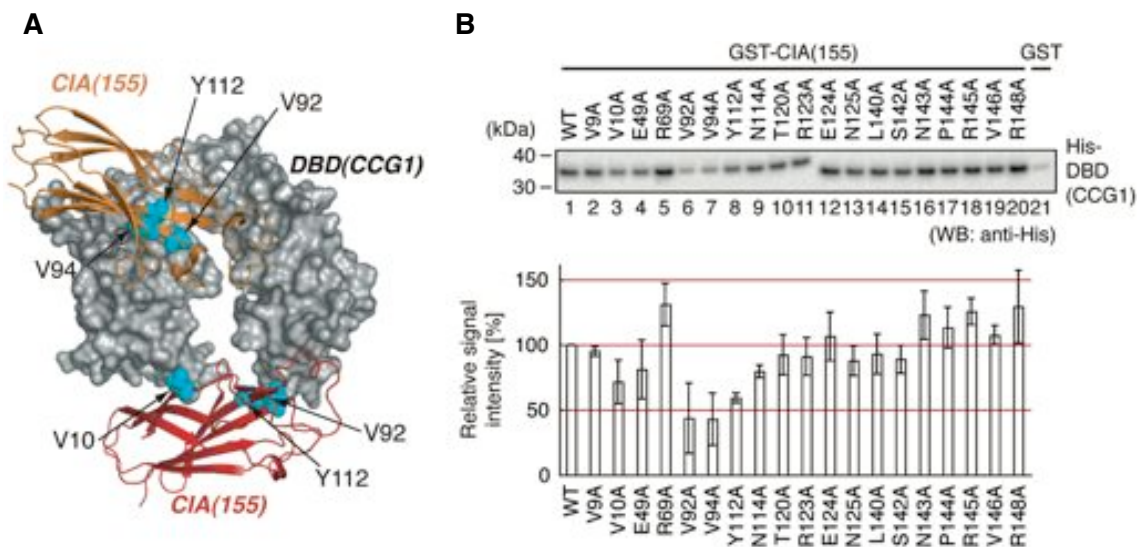 A
CIA(155)
Y112
V92
DBD(CCG1)
V94
V10
V92
Y112
CIA(155)
B
GST-CIA(155) GST
(kDa) WT V9A V10A E49A R69A V92A V94A Y112A N114A T120A R123A E124A N125A L140A S142A N143A P144A R145A V146A R148A
40
30
His-
DBD
(CCG1)
1 2 3 4 5 6 7 8 9 10 11 12 13 14 15 16 17 18 19 20 21
(WB: anti-His)
Relative signal
intensity [%]
150
100
50
0
WT V9A V10A E49A R69A V92A V94A Y112A N114A T120A R123A E124A N125A L140A S142A N143A P144A R145A V146A R148A